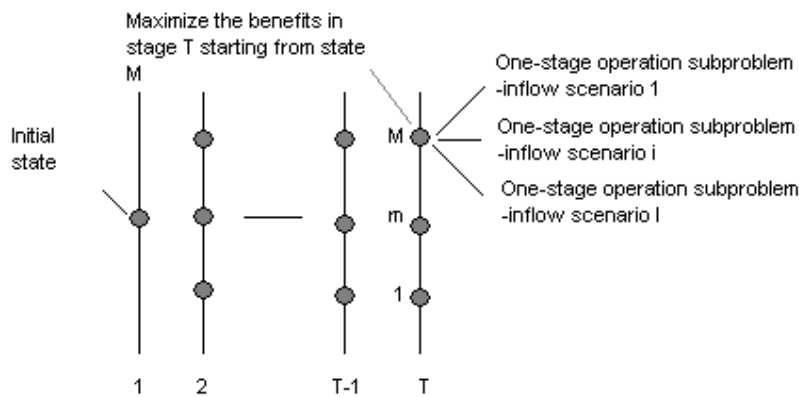 Maximize the benefits in
stage T starting from state
M
One-stage operation subproblem
-inflow scenario 1
Initial
state
M
One-stage operation subproblem
-inflow scenario i
One-stage operation subproblem
-inflow scenario I
m
1
1 2 T-1 T